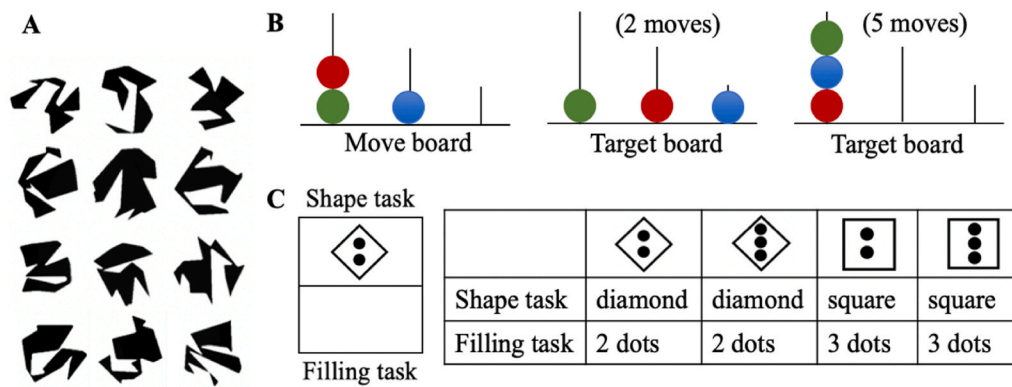 A
B
(2 moves)
(5 moves)
Move board
Target board
Target board
C
Shape task
Filling task
Shape task diamond diamond square square
Filling task 2 dots 2 dots 3 dots 3 dots